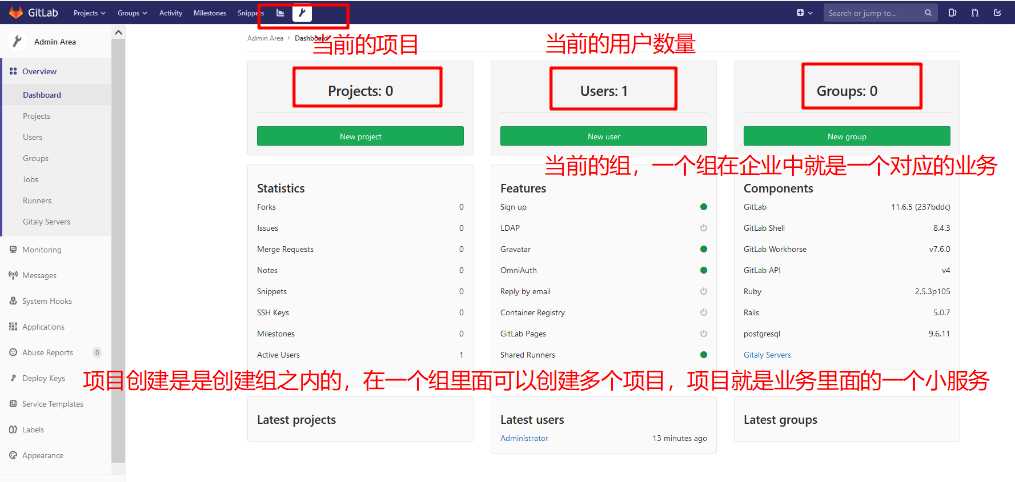 GitLab Projects Groups Activity Milestones Snippets Search or jump to...
Admin Area
Overview
Dashboard
Projects
Users
Groups
Jobs
Runners
Gitaly Servers
Monitoring
Messages
System Hooks
Applications
Abuse Reports 0
Deploy Keys
Service Templates
Labels
Appearance
Admin Area > Dashboard
当前的项目
当前的用户数量
Projects: 0
Users: 1
Groups: 0
New project
New user
New group
当前的组，一个组在企业中就是一个对应的业务
Statistics
Forks 0
Issues 0
Merge Requests 0
Notes 0
Snippets 0
SSH Keys 0
Milestones 0
Active Users 1
Features
Sign up
LDAP
Gravatar
OmniAuth
Reply by email
Container Registry
GitLab Pages
Shared Runners
Components
GitLab 11.6.5 (237bddc)
GitLab Shell 8.4.3
GitLab Workhorse v7.6.0
GitLab API v4
Ruby 2.5.3p105
Rails 5.0.7
postgresql 9.6.11
Gitaly Servers
项目创建是是创建组之内的，在一个组里面可以创建多个项目，项目就是业务里面的一个小服务
Latest projects
Latest users
Administrator 13 minutes ago
Latest groups